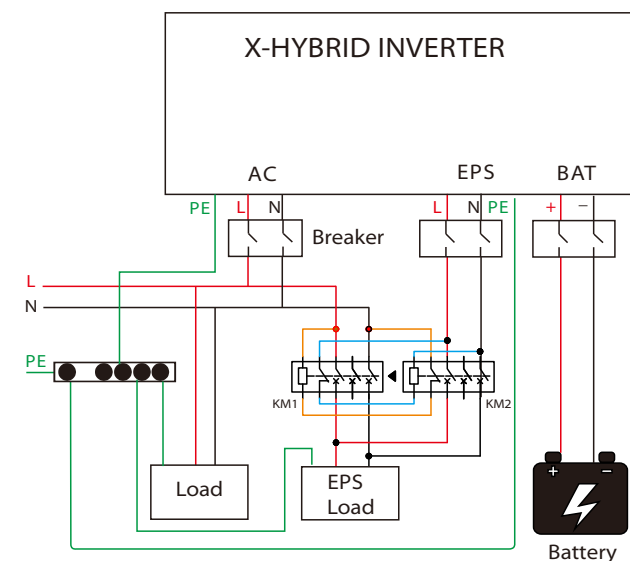 X-HYBRID INVERTER
AC
EPS
BAT
PE
L
N
L
N
PE
+
−
Breaker
L
N
PE
KM1
KM2
Load
EPS
Load
+
−
Battery